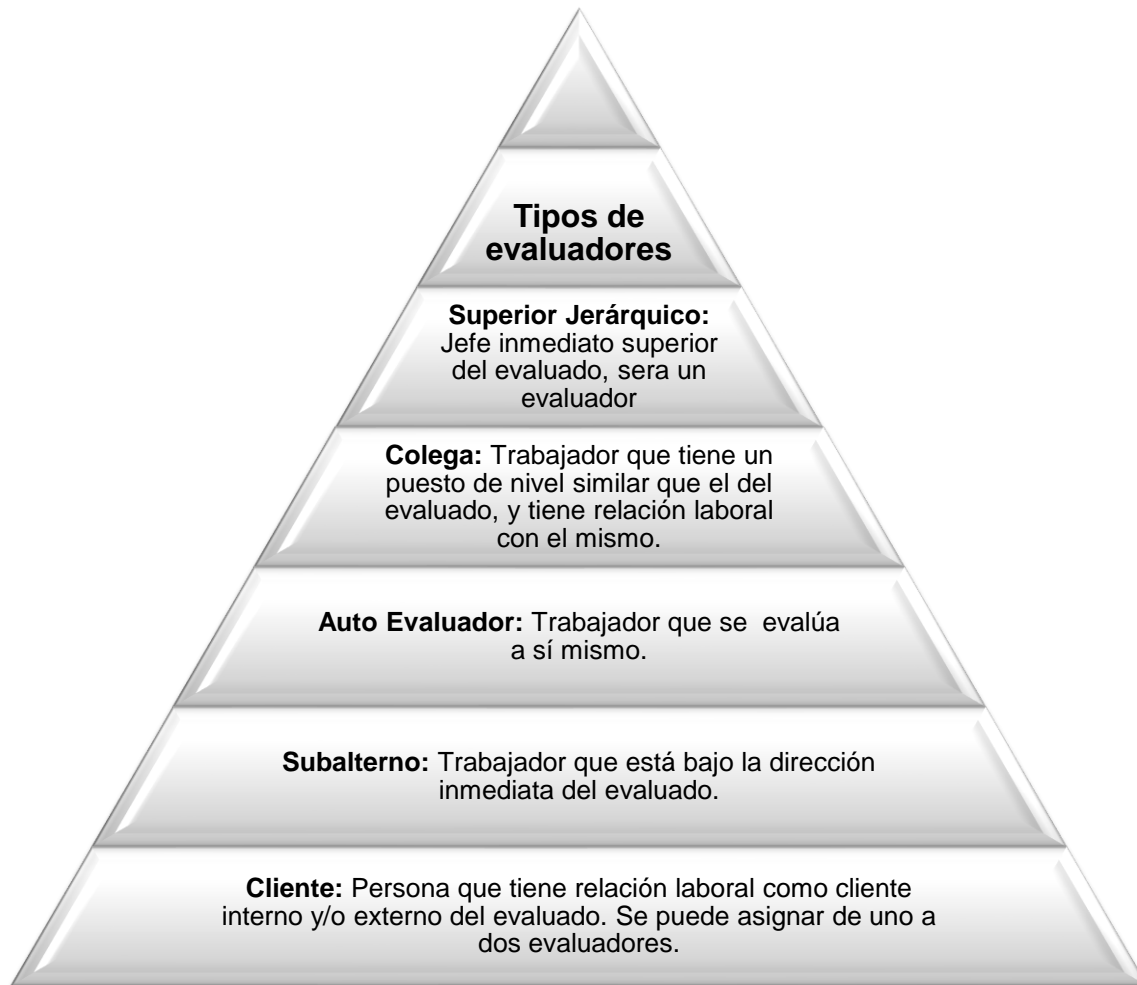 Tipos de
evaluadores
Superior Jerárquico:
Jefe inmediato superior
del evaluado, sera un
evaluador
Colega: Trabajador que tiene un
puesto de nivel similar que el del
evaluado, y tiene relación laboral
con el mismo.
Auto Evaluador: Trabajador que se  evalúa
a sí mismo.
Subalterno: Trabajador que está bajo la dirección
inmediata del evaluado.
Cliente: Persona que tiene relación laboral como cliente
interno y/o externo del evaluado. Se puede asignar de uno a
dos evaluadores.